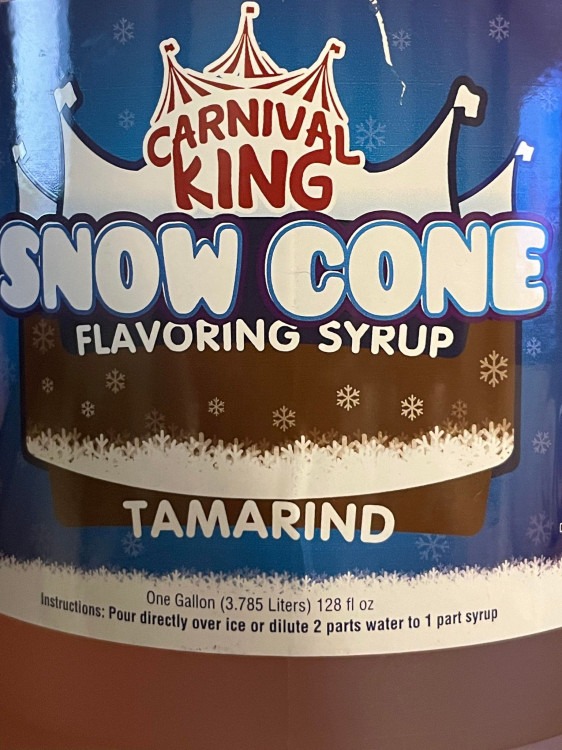 CARNIVAL
KING
SNOW CONE
FLAVORING SYRUP
TAMARIND
One Gallon (3.785 Liters) 128 fl oz
Instructions: Pour directly over ice or dilute 2 parts water to 1 part syrup